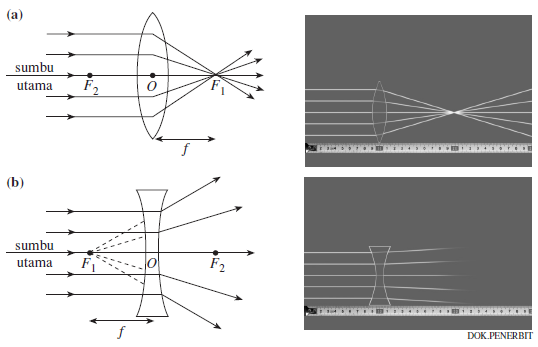 (a)
sumbu
utama
F2
O
F1
f
(b)
sumbu
utama
F1
O
F2
f
DOK.PENERBIT